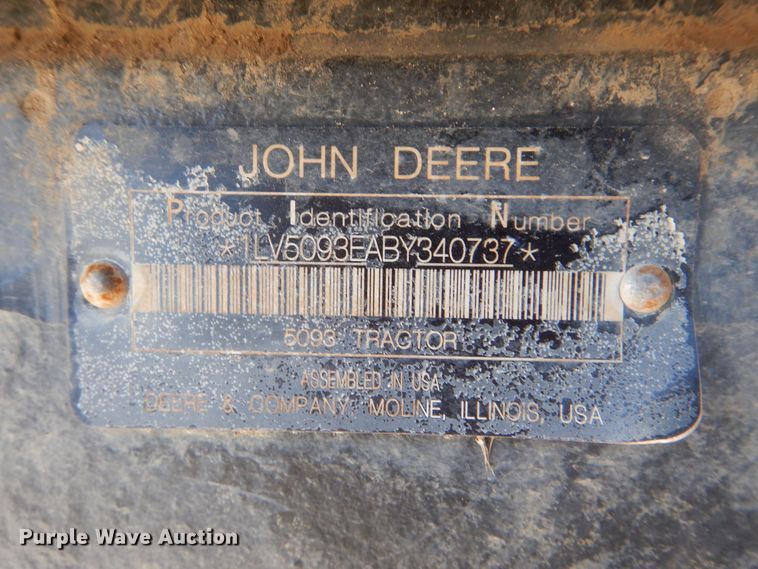 JOHN DEERE
Product Identification Number
*1LV5093EABY340737*
5093 TRACTOR
ASSEMBLED IN USA
DEERE & COMPANY, MOLINE, ILLINOIS, USA
Purple Wave Auction